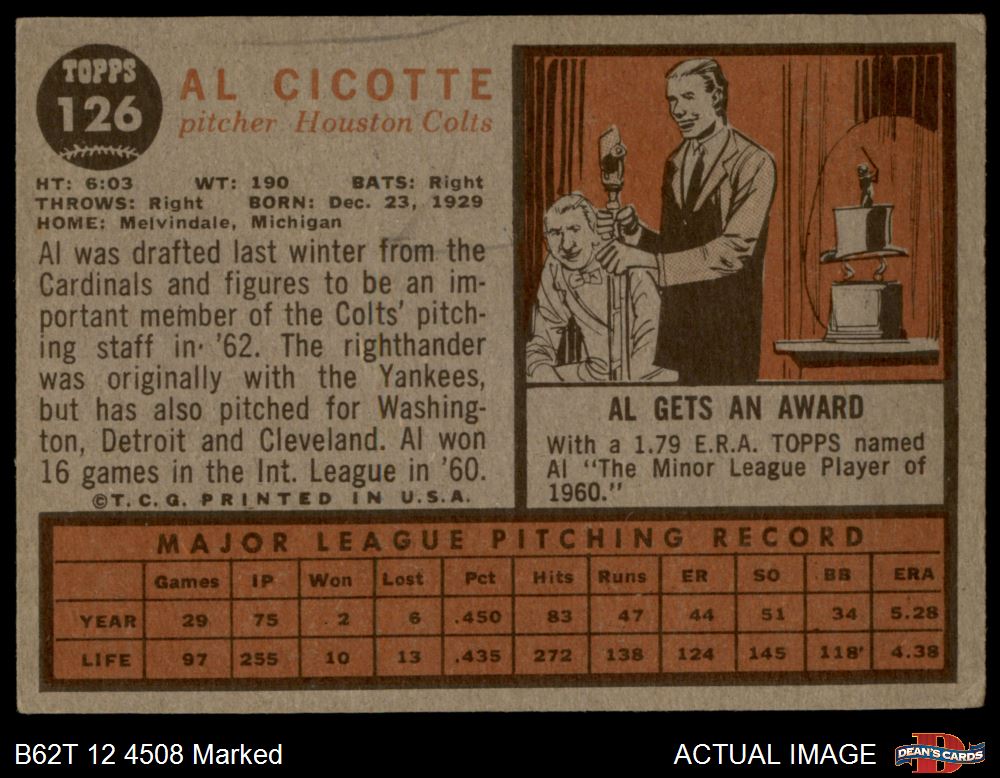 TOPPS
126
AL CICOTTE
pitcher Houston Colts
HT: 6:03 WT: 190 BATS: Right
THROWS: Right BORN: Dec. 23, 1929
HOME: Melvindale, Michigan
Al was drafted last winter from the
Cardinals and figures to be an im-
portant member of the Colts' pitch-
ing staff in '62. The righthander
was originally with the Yankees,
but has also pitched for Washing-
ton, Detroit and Cleveland. Al won
16 games in the Int. League in '60.
©T.C.G. PRINTED IN U.S.A.
AL GETS AN AWARD
With a 1.79 E.R.A. TOPPS named
Al "The Minor League Player of
1960."
MAJOR LEAGUE PITCHING RECORD
Games IP Won Lost Pct Hits Runs ER SO BB ERA
YEAR 29 75 2 6 .450 83 47 44 51 34 5.28
LIFE 97 255 10 13 .435 272 138 124 145 118 4.38
B62T 12 4508 Marked
ACTUAL IMAGE
DEAN'S CARDS